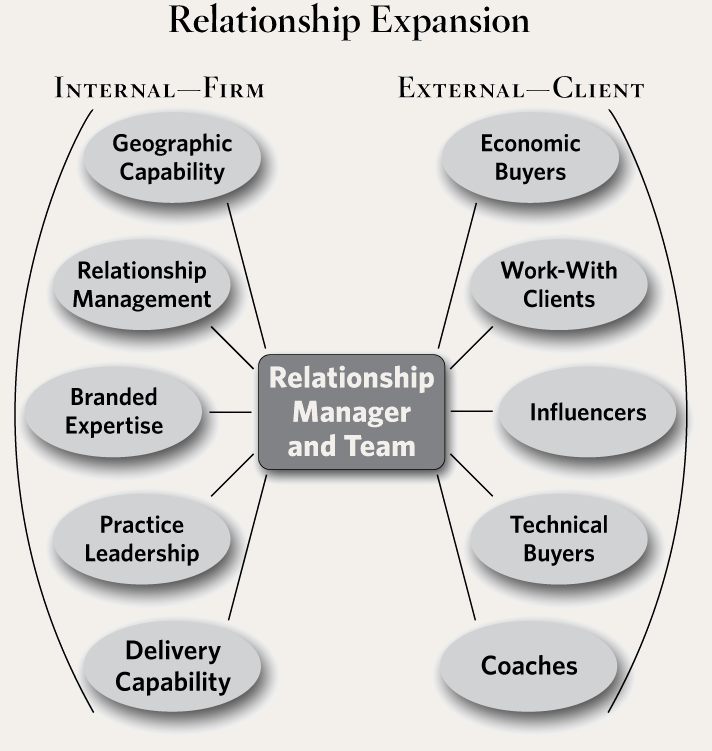 Relationship Expansion
INTERNAL—FIRM
Geographic
Capability
Relationship
Management
Branded
Expertise
Practice
Leadership
Delivery
Capability
Relationship
Manager
and Team
EXTERNAL—CLIENT
Economic
Buyers
Work-With
Clients
Influencers
Technical
Buyers
Coaches